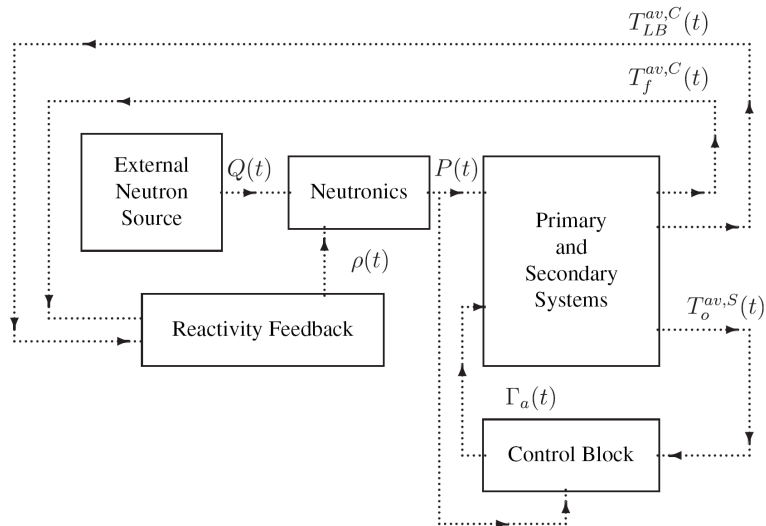 T_{LB}^{av,C}(t)
T_f^{av,C}(t)
External
Neutron
Source
Q(t)
Neutronics
P(t)
Primary
and
Secondary
Systems
ρ(t)
Reactivity Feedback
T_o^{av,S}(t)
Γ_a(t)
Control Block